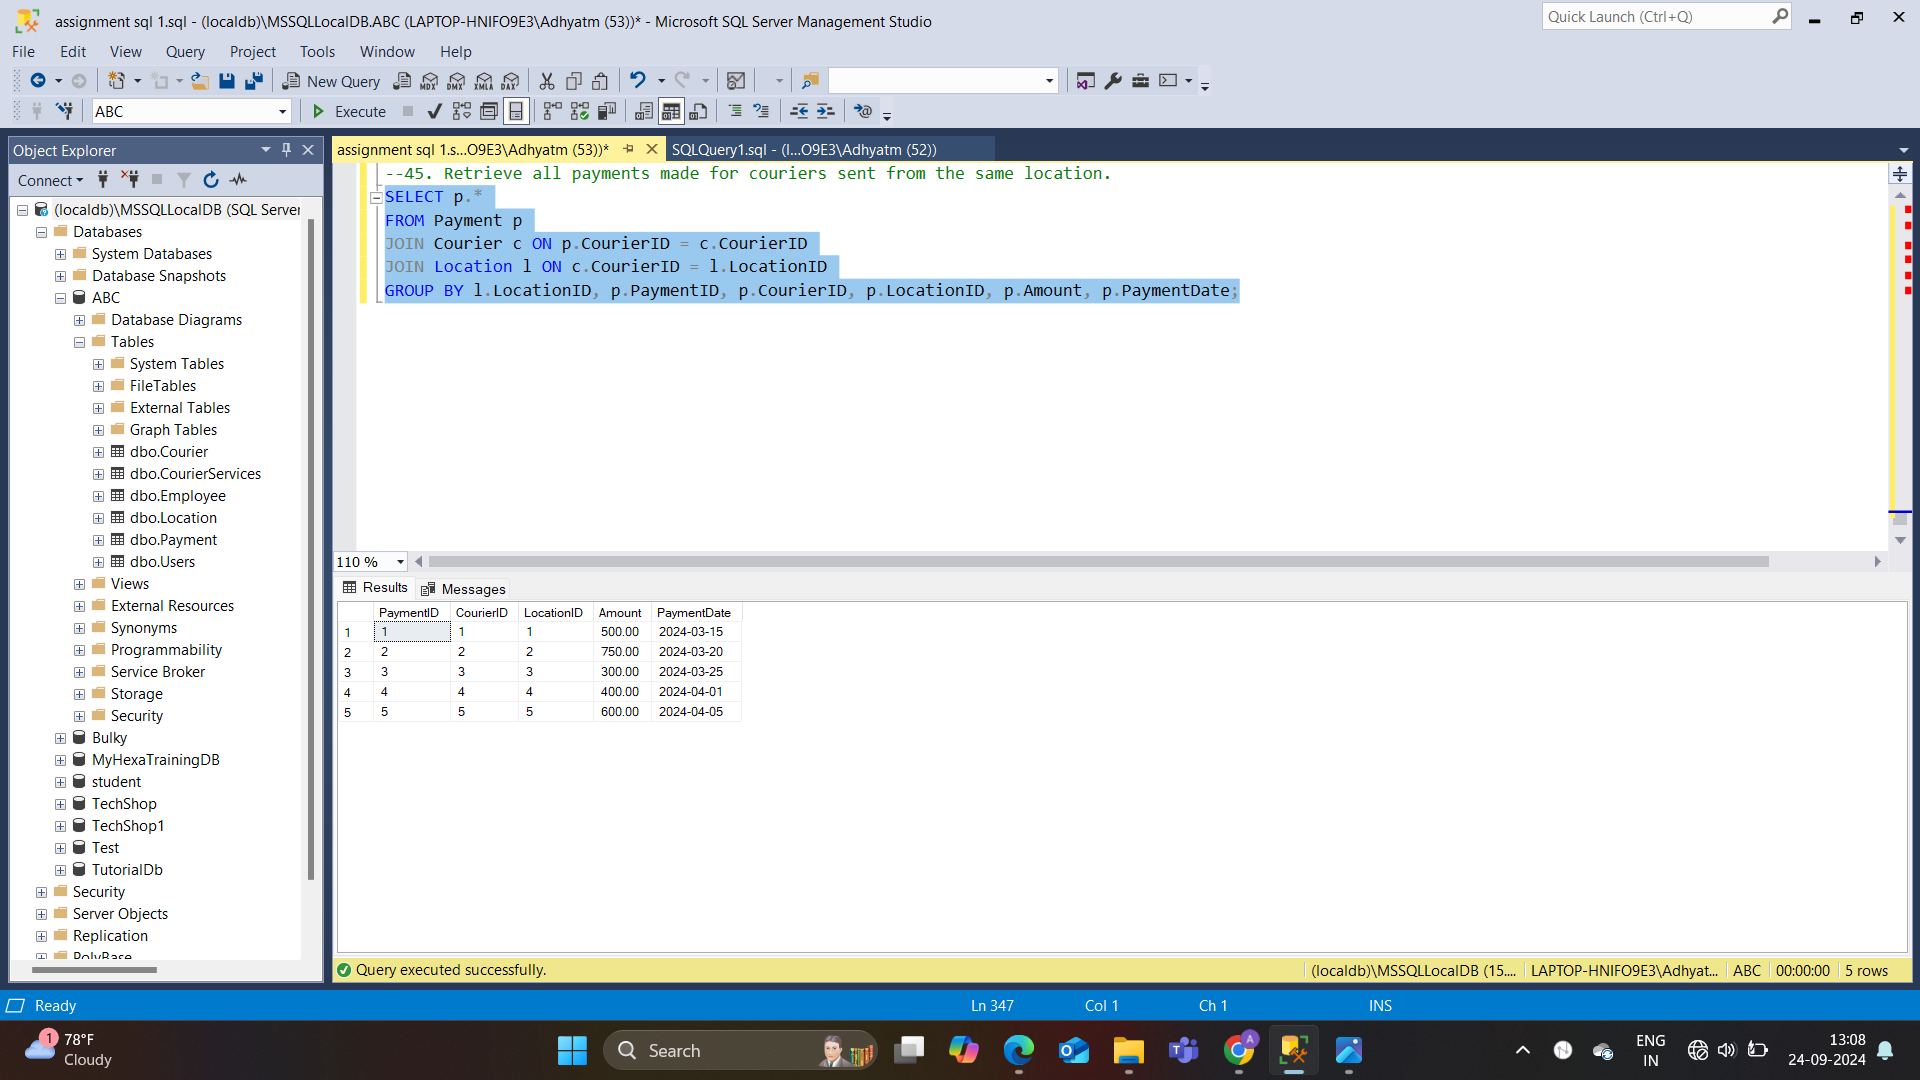 assignment sql 1.sql - (localdb)\MSSQLLocalDB.ABC (LAPTOP-HNIFO9E3\Adhyatm (53))* - Microsoft SQL Server Management Studio
Quick Launch (Ctrl+Q)
File Edit View Query Project Tools Window Help
New Query MDX DMX XMLA DAX
ABC Execute
Object Explorer
assignment sql 1.s...O9E3\Adhyatm (53))* SQLQuery1.sql - (l...O9E3\Adhyatm (52))
Connect
(localdb)\MSSQLLocalDB (SQL Server
Databases
System Databases
Database Snapshots
ABC
Database Diagrams
Tables
System Tables
FileTables
External Tables
Graph Tables
dbo.Courier
dbo.CourierServices
dbo.Employee
dbo.Location
dbo.Payment
dbo.Users
Views
External Resources
Synonyms
Programmability
Service Broker
Storage
Security
Bulky
MyHexaTrainingDB
student
TechShop
TechShop1
Test
TutorialDb
Security
Server Objects
Replication
PolyBase
--45. Retrieve all payments made for couriers sent from the same location.
SELECT p.*
FROM Payment p
JOIN Courier c ON p.CourierID = c.CourierID
JOIN Location l ON c.CourierID = l.LocationID
GROUP BY l.LocationID, p.PaymentID, p.CourierID, p.LocationID, p.Amount, p.PaymentDate;
110 %
Results Messages
PaymentID CourierID LocationID Amount PaymentDate
1 1 1 1 500.00 2024-03-15
2 2 2 2 750.00 2024-03-20
3 3 3 3 300.00 2024-03-25
4 4 4 4 400.00 2024-04-01
5 5 5 5 600.00 2024-04-05
Query executed successfully. (localdb)\MSSQLLocalDB (15.... LAPTOP-HNIFO9E3\Adhyat... ABC 00:00:00 5 rows
Ready Ln 347 Col 1 Ch 1 INS
1 78°F
Cloudy
Search
A
ENG
IN
13:08
24-09-2024